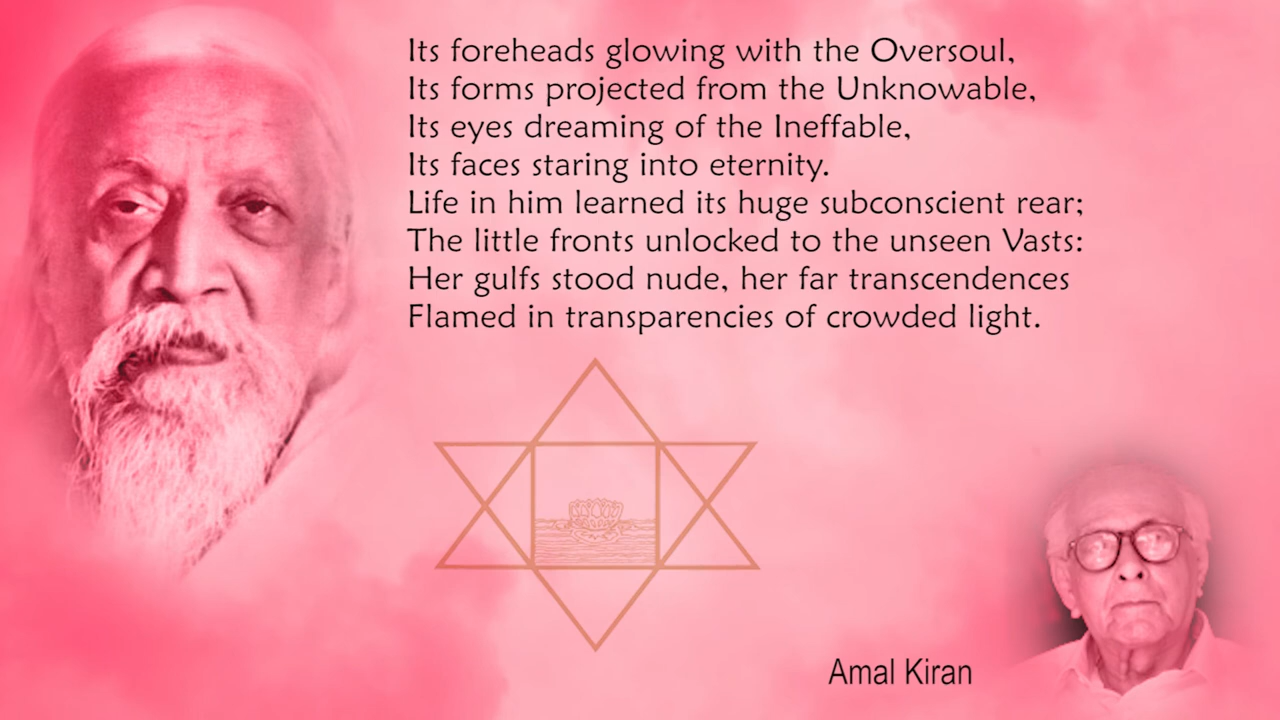 Its foreheads glowing with the Oversoul,
Its forms projected from the Unknowable,
Its eyes dreaming of the Ineffable,
Its faces staring into eternity.
Life in him learned its huge subconscient rear;
The little fronts unlocked to the unseen Vasts:
Her gulfs stood nude, her far transcendences
Flamed in transparencies of crowded light.
Amal Kiran